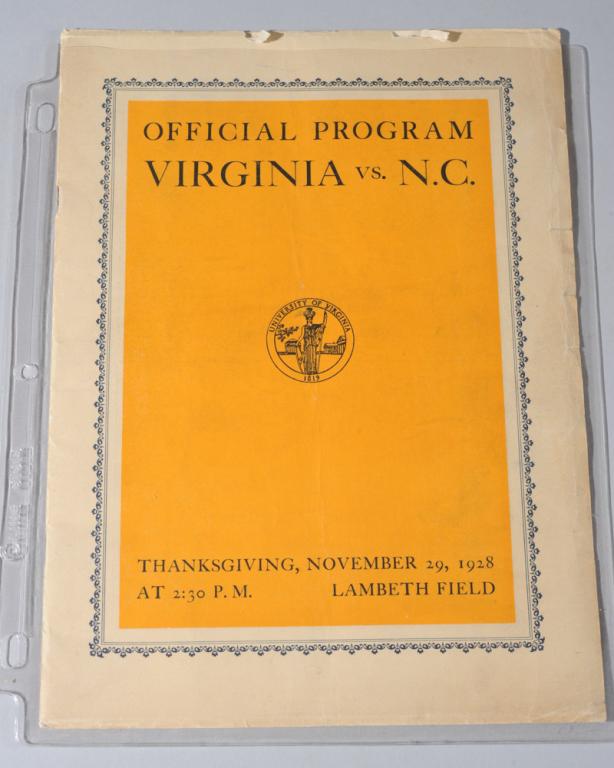 OFFICIAL PROGRAM
VIRGINIA vs. N.C.
UNIVERSITY OF VIRGINIA
1819
THANKSGIVING, NOVEMBER 29, 1928
AT 2:30 P. M. LAMBETH FIELD